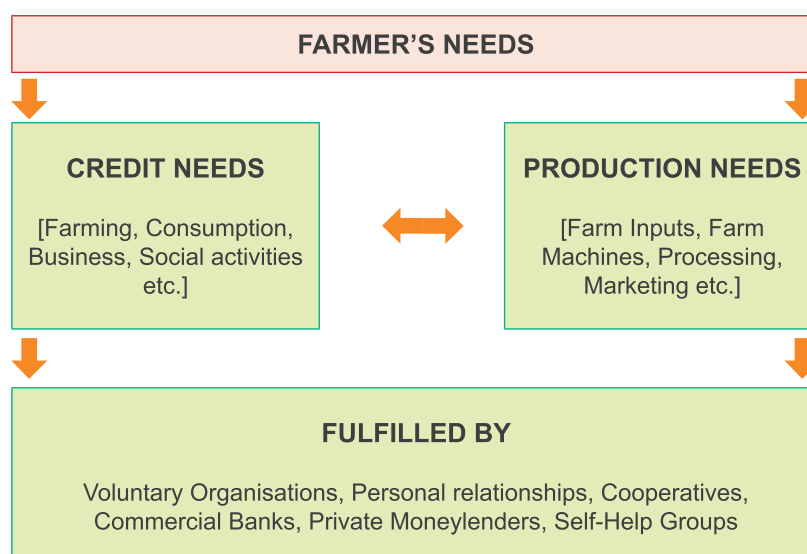 FARMER’S NEEDS
CREDIT NEEDS
[Farming, Consumption,
Business, Social activities
etc.]
PRODUCTION NEEDS
[Farm Inputs, Farm
Machines, Processing,
Marketing etc.]
FULFILLED BY
Voluntary Organisations, Personal relationships, Cooperatives,
Commercial Banks, Private Moneylenders, Self-Help Groups